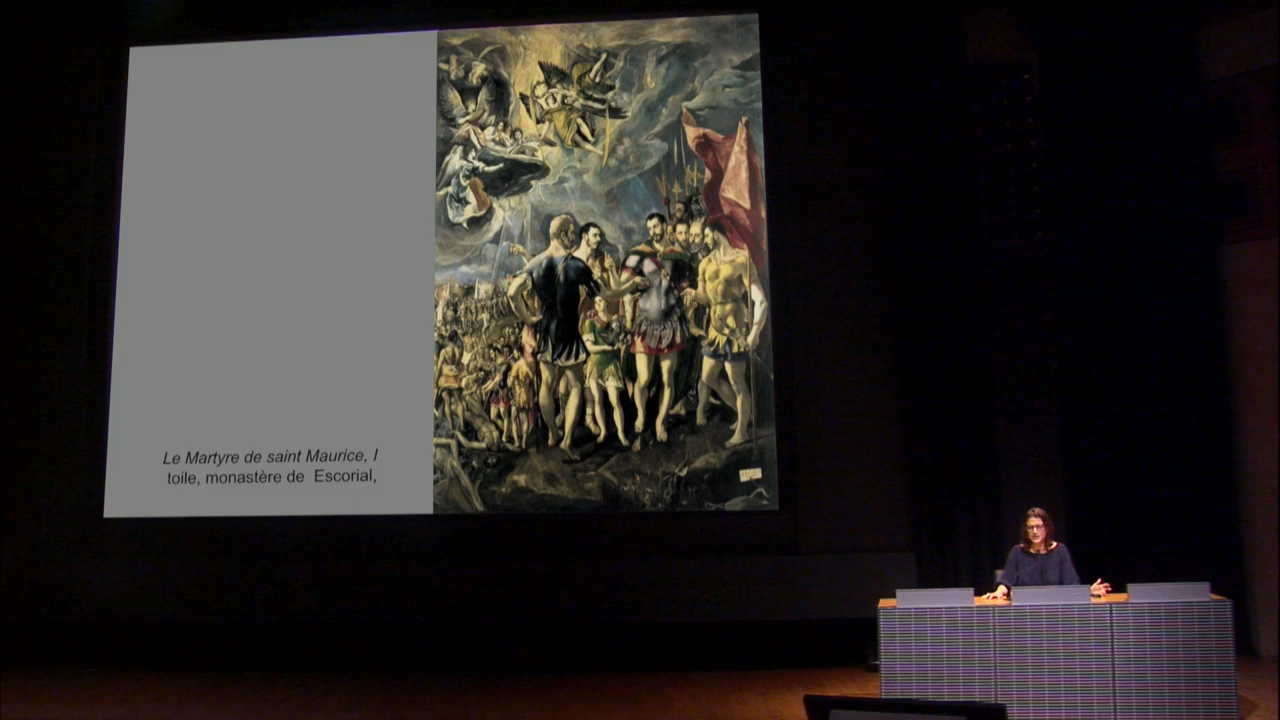 Le Martyre de saint Maurice, I
toile, monastère de  Escorial,